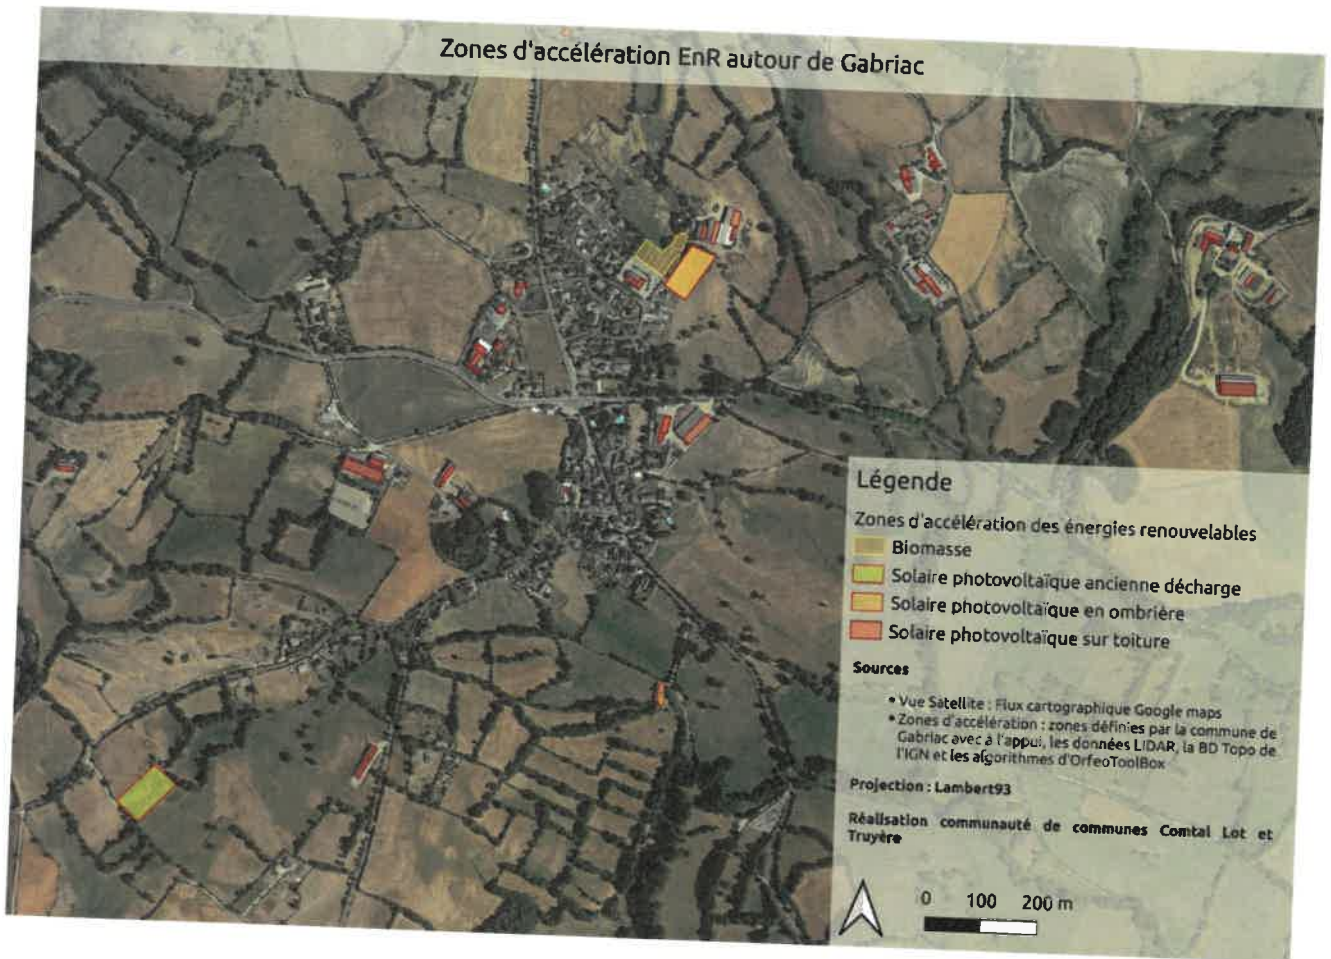 Zones d'accélération EnR autour de Gabriac
Légende
Zones d'accélération des énergies renouvelables
Biomasse
Solaire photovoltaïque ancienne décharge
Solaire photovoltaïque en ombrière
Solaire photovoltaïque sur toiture
Sources
• Vue Satellite : Flux cartographique Google maps
• Zones d'accélération : zones définies par la commune de
Gabriac avec à l'appui, les données LIDAR, la BD Topo de
l'IGN et les algorithmes d'OrfeoToolBox
Projection : Lambert93
Réalisation communauté de communes Comtal Lot et
Truyère
0 100 200 m